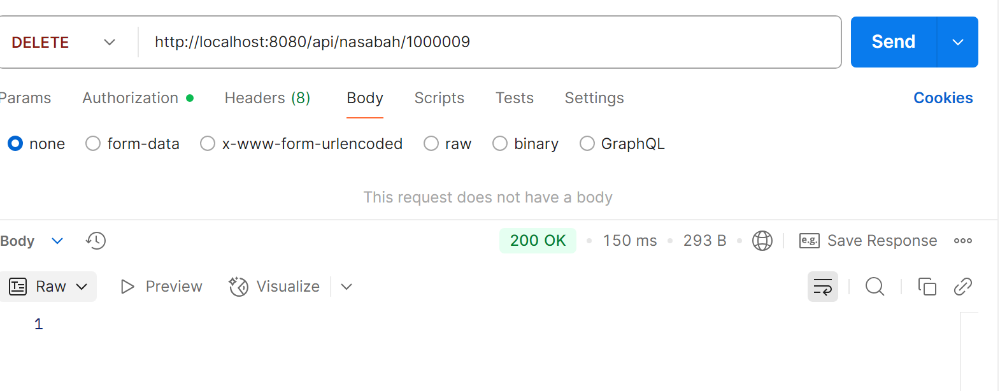 DELETE http://localhost:8080/api/nasabah/1000009 Send
Params Authorization Headers (8) Body Scripts Tests Settings Cookies
none form-data x-www-form-urlencoded raw binary GraphQL
This request does not have a body
Body 200 OK 150 ms 293 B e.g. Save Response
Raw Preview Visualize
1